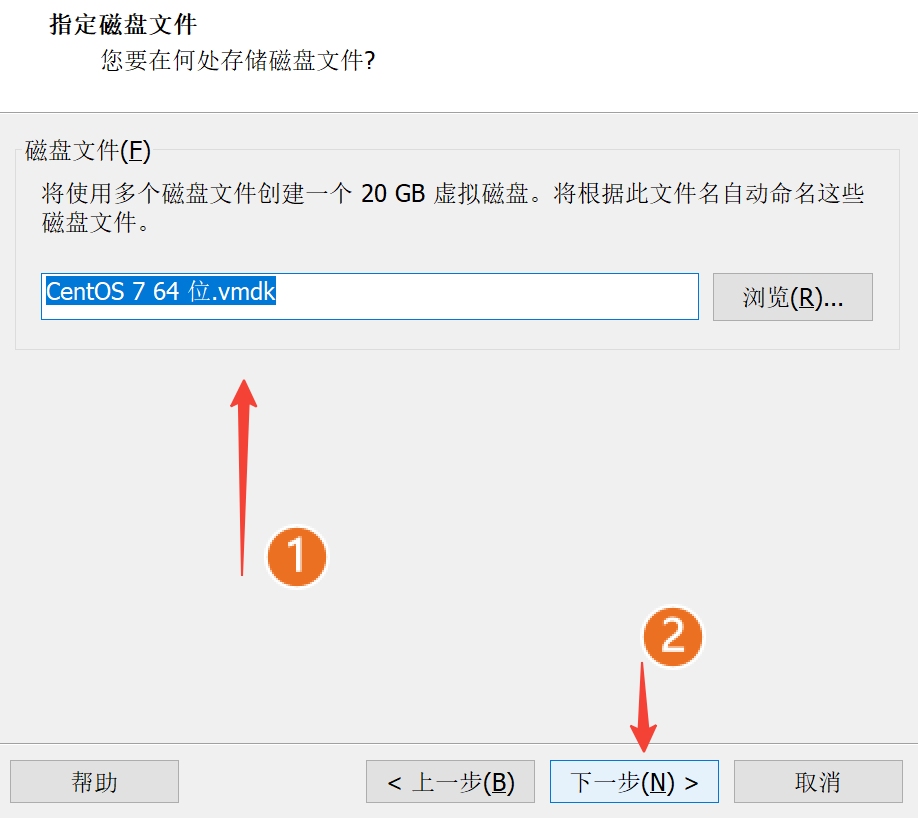 指定磁盘文件
您要在何处存储磁盘文件?
磁盘文件(F)
将使用多个磁盘文件创建一个 20 GB 虚拟磁盘。将根据此文件名自动命名这些
磁盘文件。
CentOS 7 64 位.vmdk
浏览(R)...
1
2
帮助
< 上一步(B)
下一步(N) >
取消